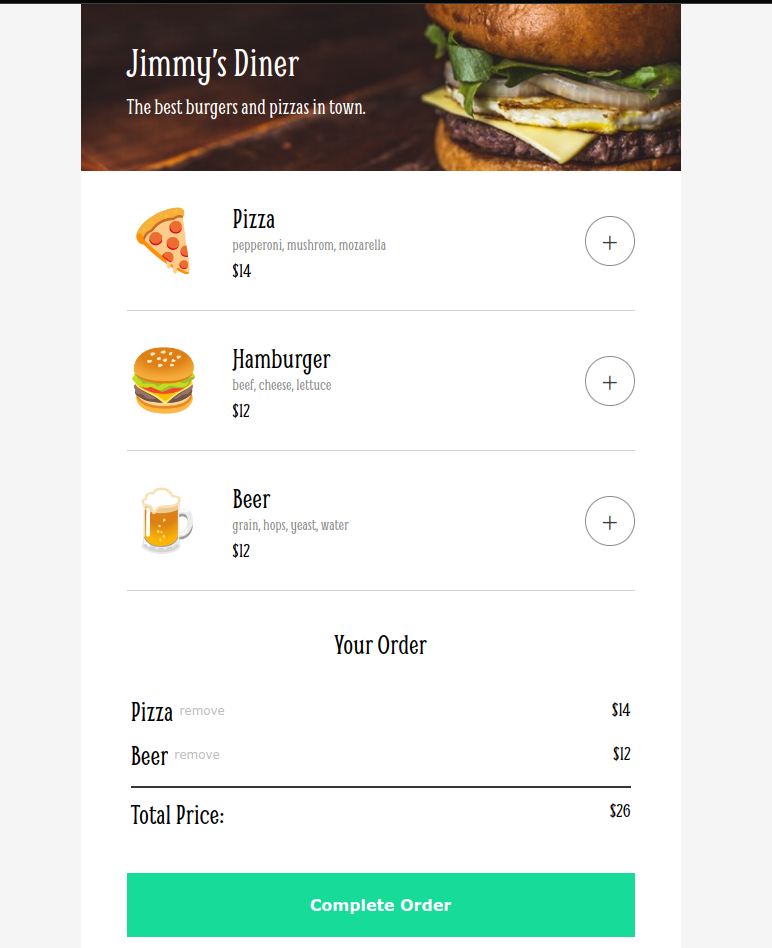 Jimmy's Diner
The best burgers and pizzas in town.
Pizza
pepperoni, mushrom, mozarella
$14
+
Hamburger
beef, cheese, lettuce
$12
+
Beer
grain, hops, yeast, water
$12
+
Your Order
Pizza remove $14
Beer remove $12
Total Price: $26
Complete Order